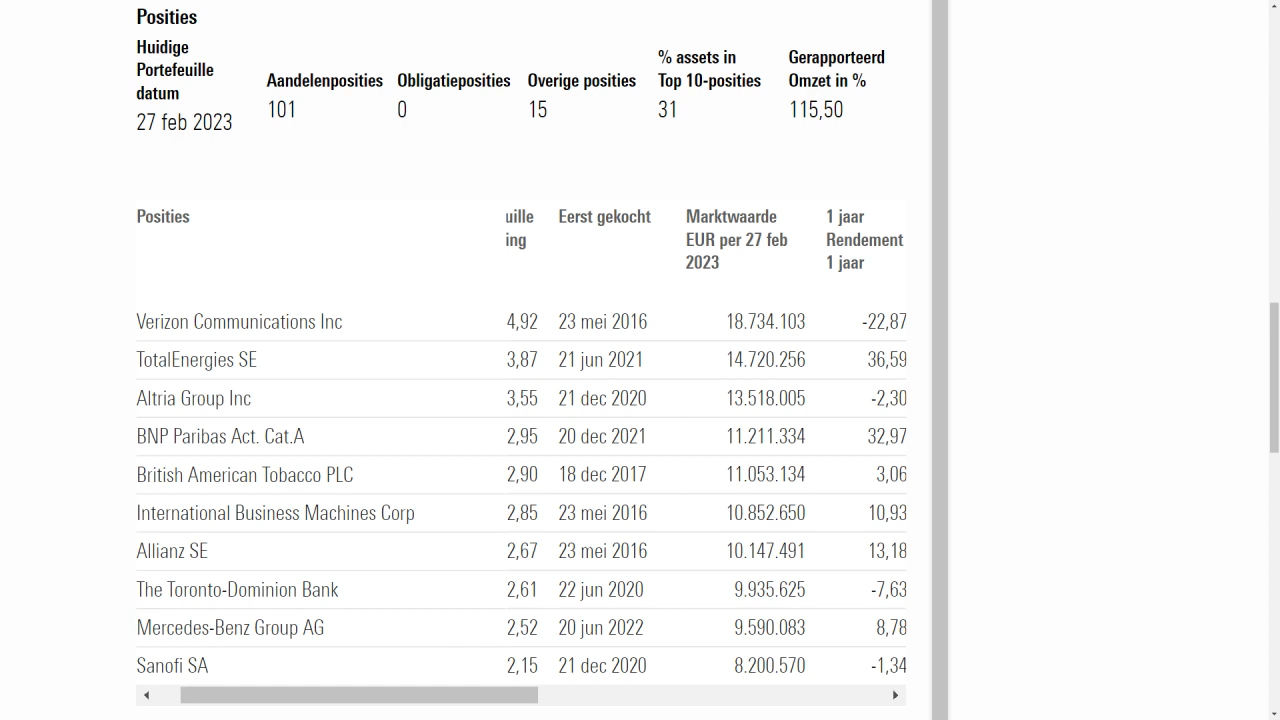 Posities
Huidige
Portefeuille
datum
27 feb 2023
Aandelenposities
101
Obligatieposities
0
Overige posities
15
% assets in
Top 10-posities
31
Gerapporteerd
Omzet in %
115,50
Posities
uille
ing
Eerst gekocht
Marktwaarde
EUR per 27 feb
2023
1 jaar
Rendement
1 jaar
Verizon Communications Inc 4,92 23 mei 2016 18.734.103 -22,87
TotalEnergies SE 3,87 21 jun 2021 14.720.256 36,59
Altria Group Inc 3,55 21 dec 2020 13.518.005 -2,30
BNP Paribas Act. Cat.A 2,95 20 dec 2021 11.211.334 32,97
British American Tobacco PLC 2,90 18 dec 2017 11.053.134 3,06
International Business Machines Corp 2,85 23 mei 2016 10.852.650 10,93
Allianz SE 2,67 23 mei 2016 10.147.491 13,18
The Toronto-Dominion Bank 2,61 22 jun 2020 9.935.625 -7,63
Mercedes-Benz Group AG 2,52 20 jun 2022 9.590.083 8,78
Sanofi SA 2,15 21 dec 2020 8.200.570 -1,34